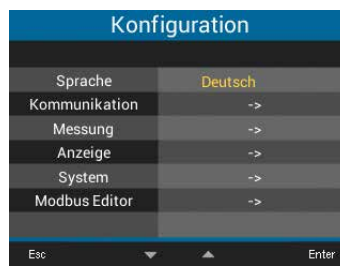 Konfiguration
Sprache Deutsch
Kommunikation ->
Messung ->
Anzeige ->
System ->
Modbus Editor ->
Esc Enter